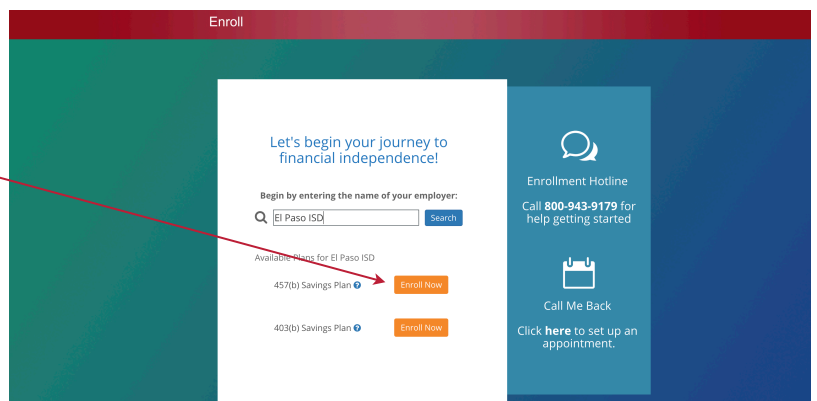 Enroll
Let's begin your journey to
financial independence!
Begin by entering the name of your employer:
El Paso ISD
Search
Available Plans for El Paso ISD
457(b) Savings Plan ?
Enroll Now
403(b) Savings Plan ?
Enroll Now
Enrollment Hotline
Call 800-943-9179 for
help getting started
Call Me Back
Click here to set up an
appointment.